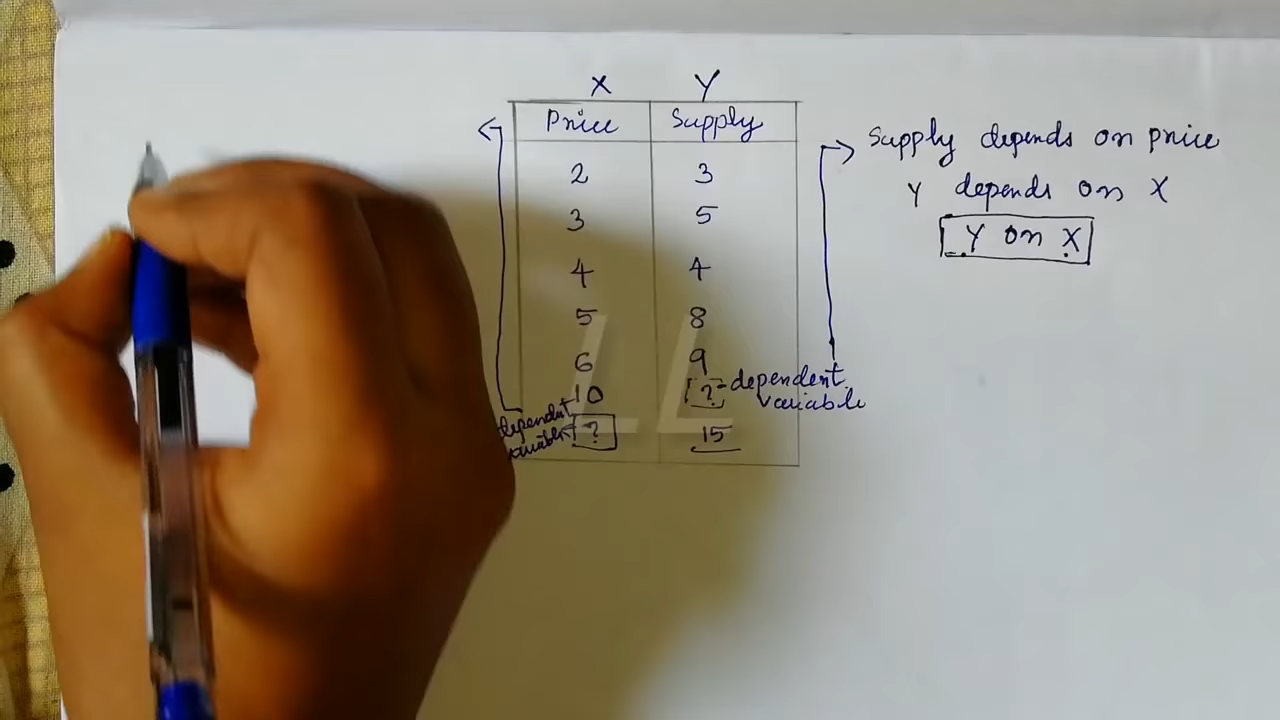 X Y
Price Supply
2 3
3 5
4 4
5 8
6 9
10 ? - dependent variable
dependent variable ? 15
Supply depends on price
Y depends on X
Y on X
LL